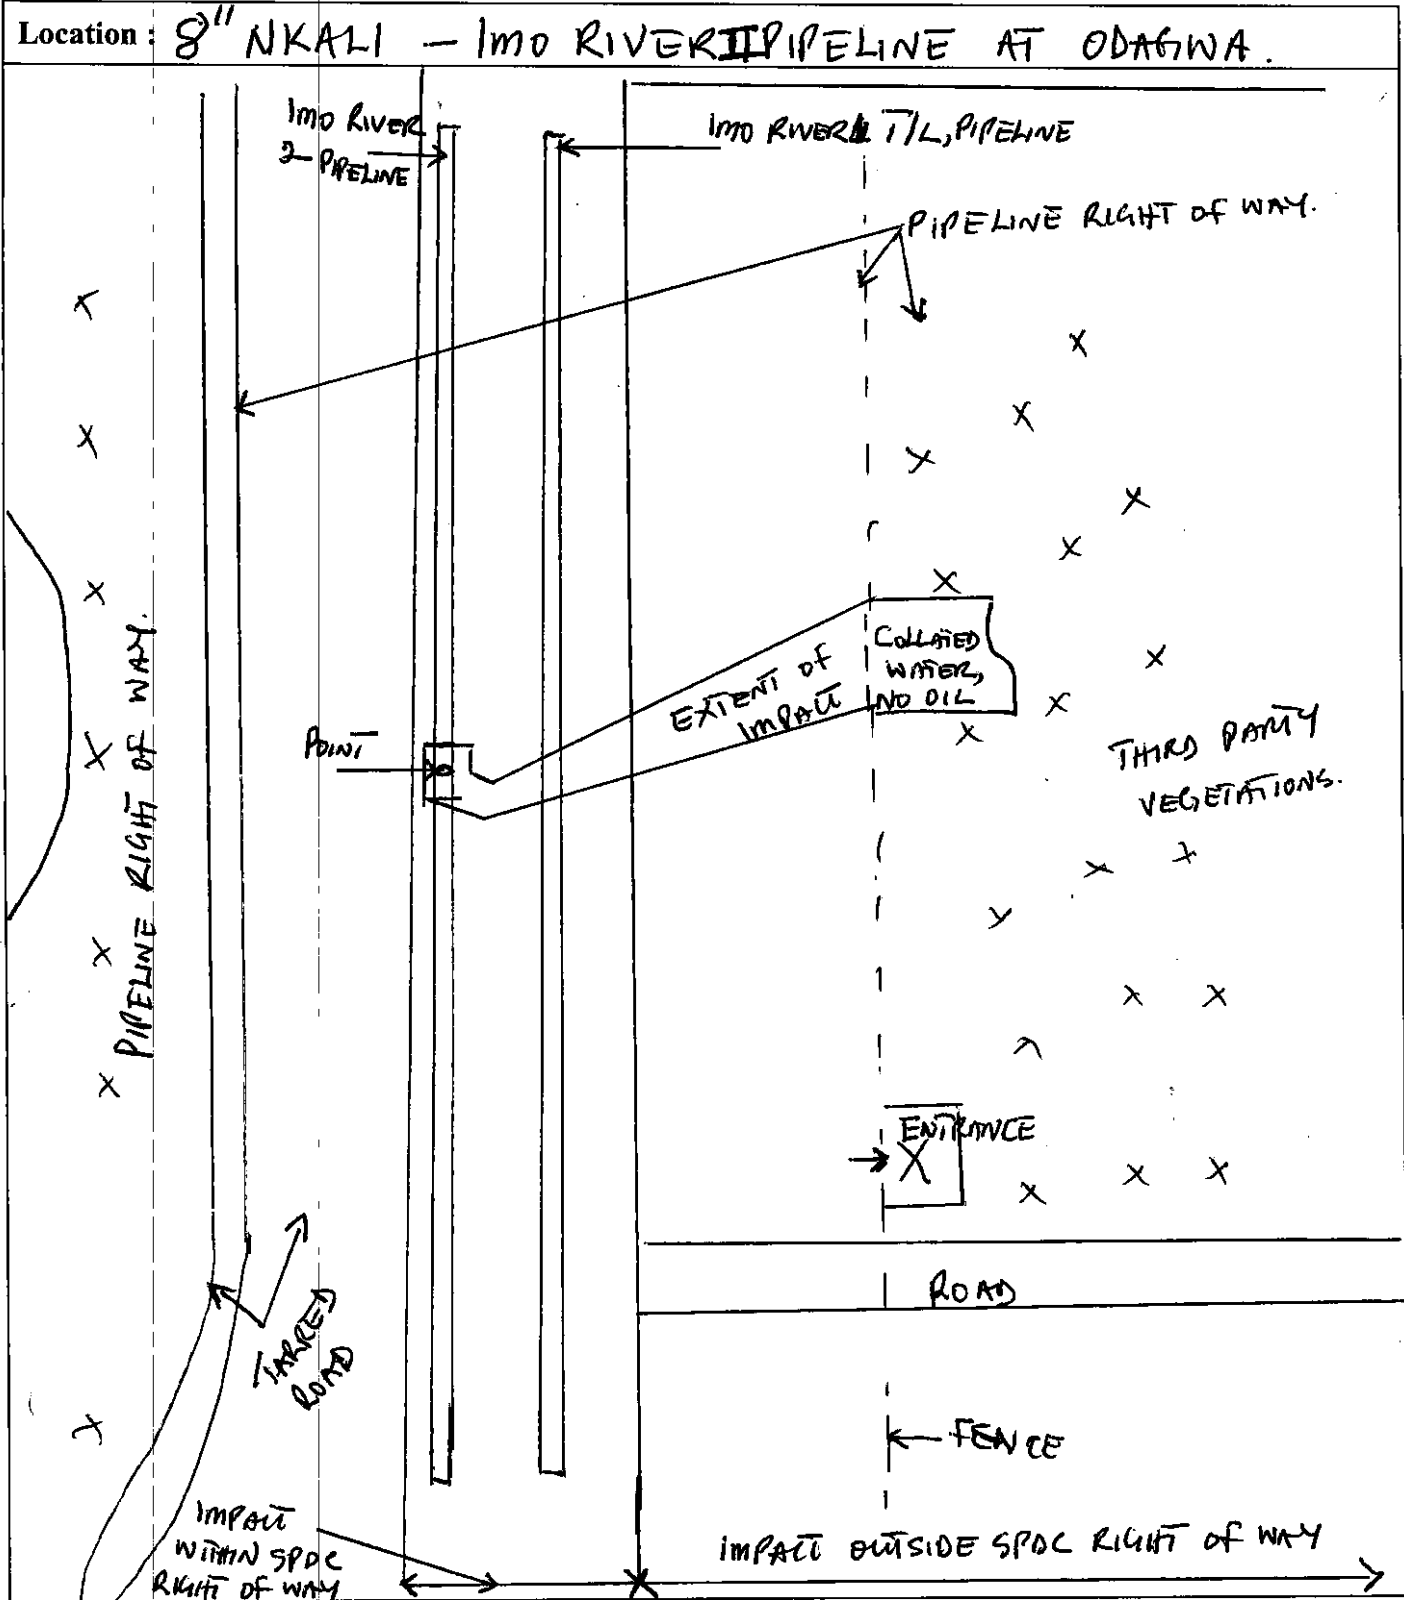 Location : 8" NKALI – IMO RIVER II PIPELINE AT ODAGWA.
IMO RIVER
2-PIPELINE
IMO RIVER 1 T/L, PIPELINE
PIPELINE RIGHT OF WAY.
PIPELINE RIGHT OF WAY.
EXTENT OF
IMPACT
COLLATED
WATER,
NO OIL
POINT
THIRD PARTY
VEGETATIONS.
ENTRANCE
ROAD
TARRED
ROAD
FENCE
IMPACT
WITHIN SPDC
RIGHT OF WAY
IMPACT OUTSIDE SPDC RIGHT OF WAY